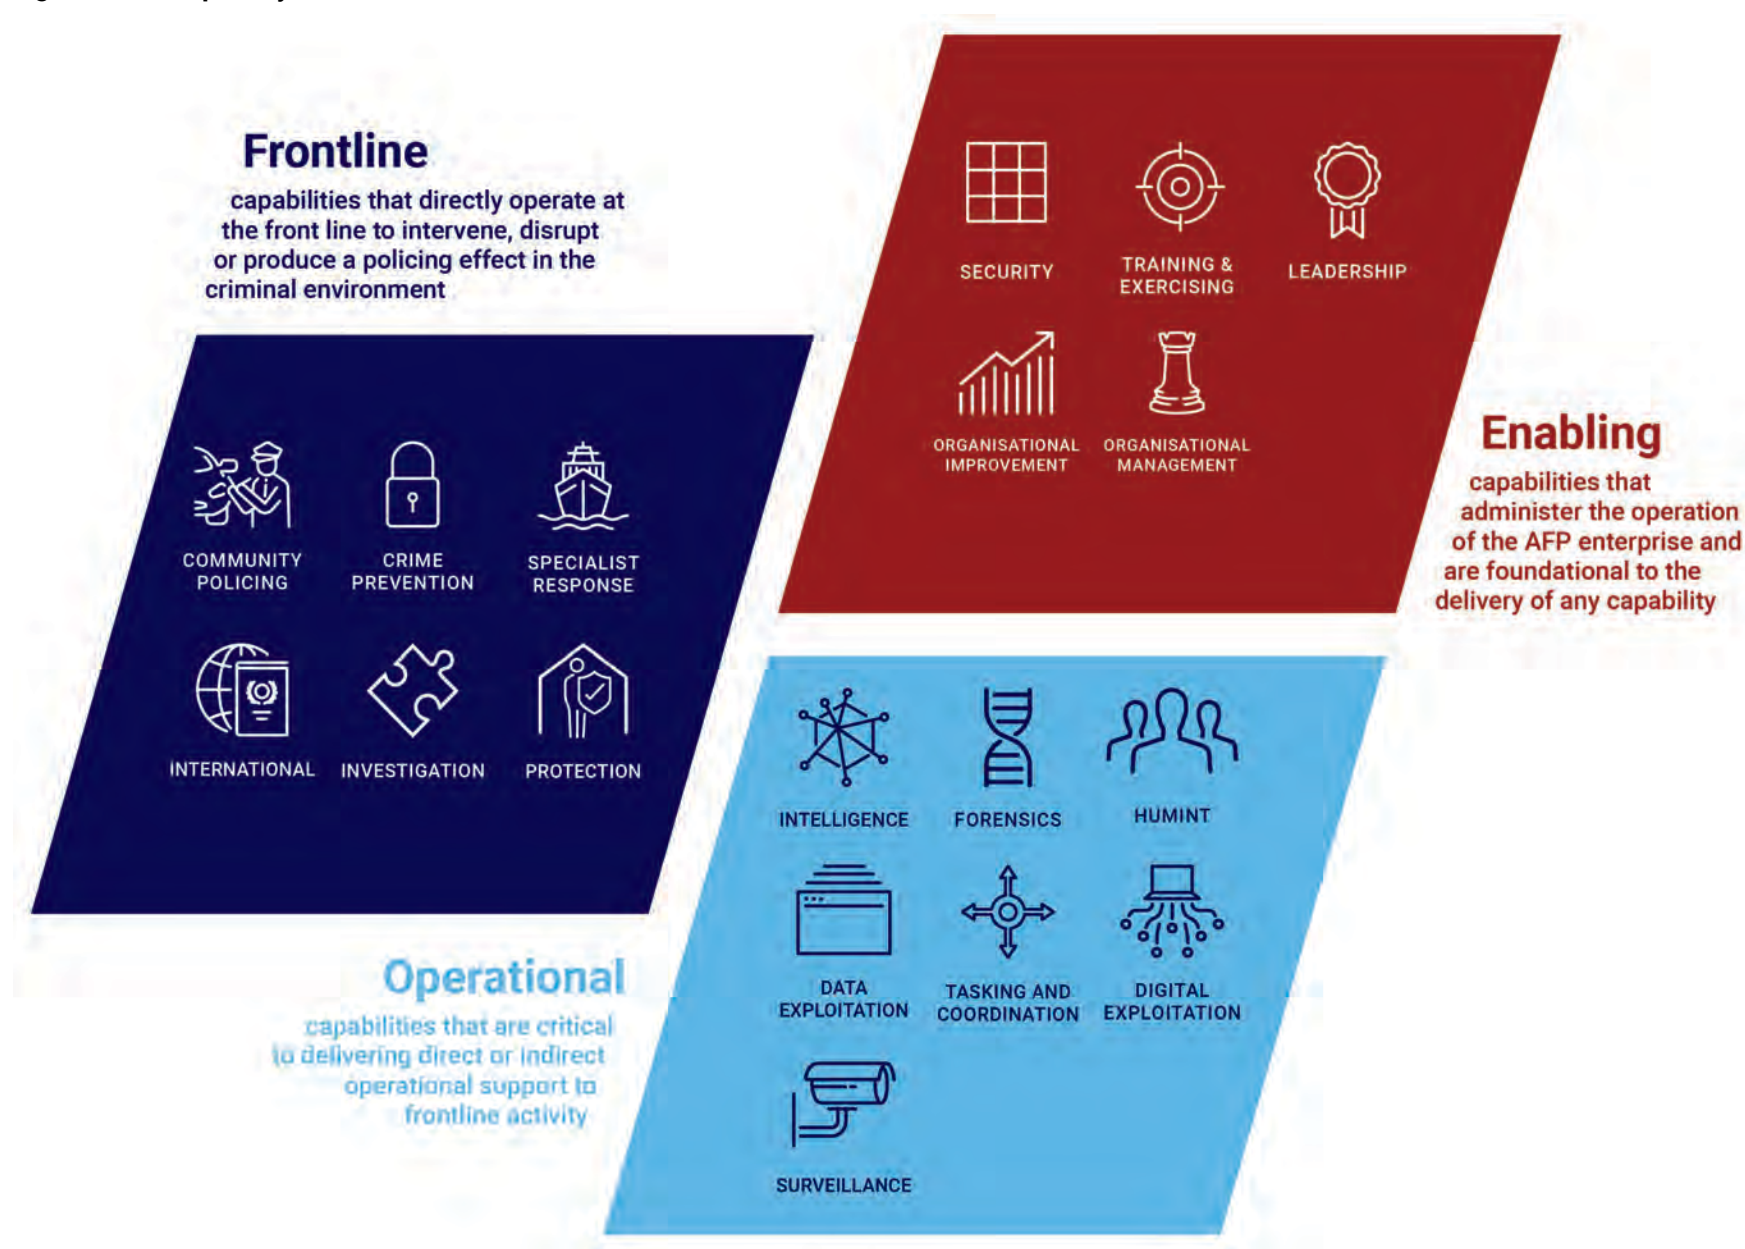 Frontline
capabilities that directly operate at
the front line to intervene, disrupt
or produce a policing effect in the
criminal environment
COMMUNITY
POLICING
CRIME
PREVENTION
SPECIALIST
RESPONSE
INTERNATIONAL
INVESTIGATION
PROTECTION
SECURITY
TRAINING &
EXERCISING
LEADERSHIP
ORGANISATIONAL
IMPROVEMENT
ORGANISATIONAL
MANAGEMENT
Enabling
capabilities that
administer the operation
of the AFP enterprise and
are foundational to the
delivery of any capability
Operational
capabilities that are critical
to delivering direct or indirect
operational support to
frontline activity
INTELLIGENCE
FORENSICS
HUMINT
DATA
EXPLOITATION
TASKING AND
COORDINATION
DIGITAL
EXPLOITATION
SURVEILLANCE